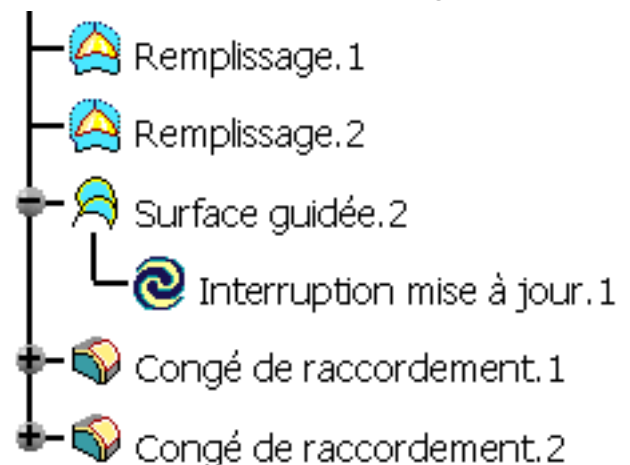 Remplissage.1
Remplissage.2
Surface guidée.2
Interruption mise à jour.1
Congé de raccordement.1
Congé de raccordement.2